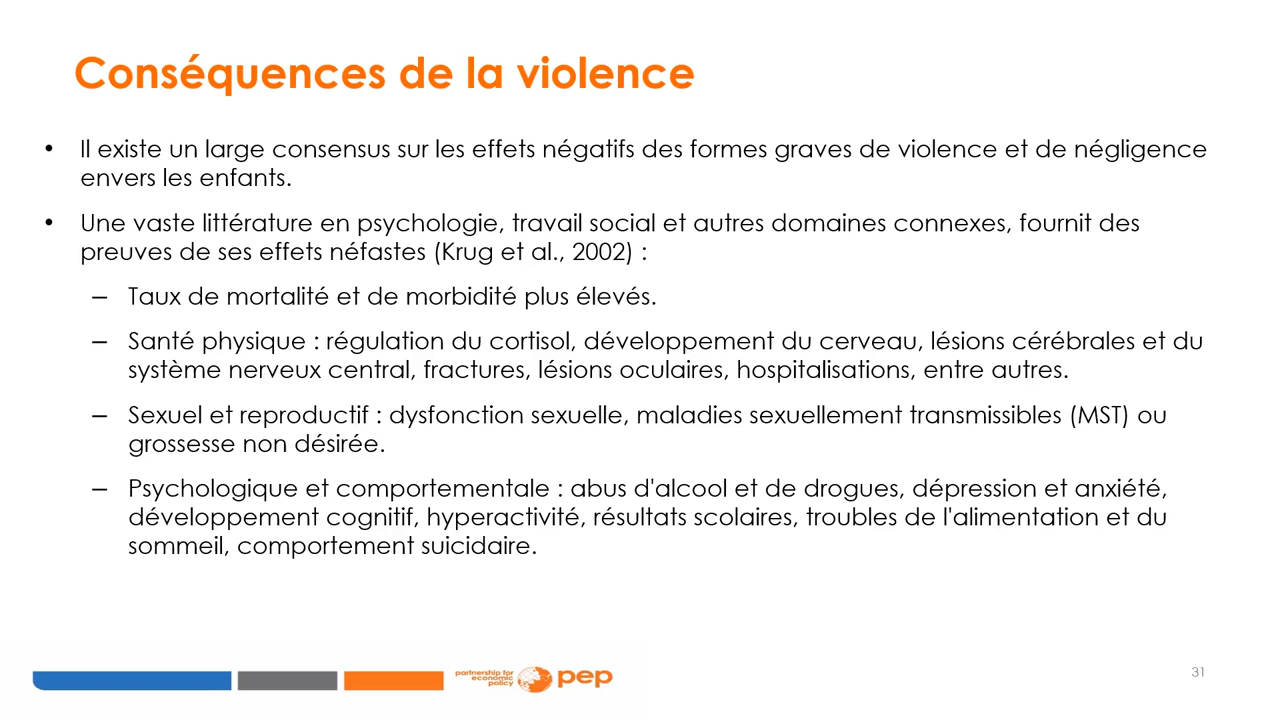 Conséquences de la violence
• Il existe un large consensus sur les effets négatifs des formes graves de violence et de négligence
envers les enfants.
• Une vaste littérature en psychologie, travail social et autres domaines connexes, fournit des
preuves de ses effets néfastes (Krug et al., 2002) :
– Taux de mortalité et de morbidité plus élevés.
– Santé physique : régulation du cortisol, développement du cerveau, lésions cérébrales et du
système nerveux central, fractures, lésions oculaires, hospitalisations, entre autres.
– Sexuel et reproductif : dysfonction sexuelle, maladies sexuellement transmissibles (MST) ou
grossesse non désirée.
– Psychologique et comportementale : abus d'alcool et de drogues, dépression et anxiété,
développement cognitif, hyperactivité, résultats scolaires, troubles de l'alimentation et du
sommeil, comportement suicidaire.
partnership for
economic
policy
pep
31